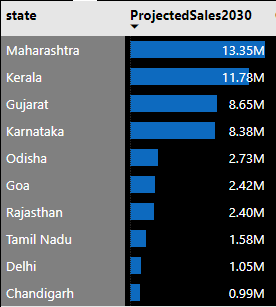 state ProjectedSales2030
Maharashtra 13.35M
Kerala 11.78M
Gujarat 8.65M
Karnataka 8.38M
Odisha 2.73M
Goa 2.42M
Rajasthan 2.40M
Tamil Nadu 1.58M
Delhi 1.05M
Chandigarh 0.99M